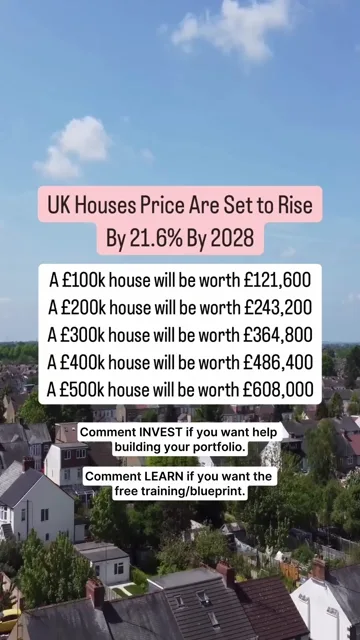 UK Houses Price Are Set to Rise
By 21.6% By 2028
A £100k house will be worth £121,600
A £200k house will be worth £243,200
A £300k house will be worth £364,800
A £400k house will be worth £486,400
A £500k house will be worth £608,000
Comment INVEST if you want help
building your portfolio.
Comment LEARN if you want the
free training/blueprint.